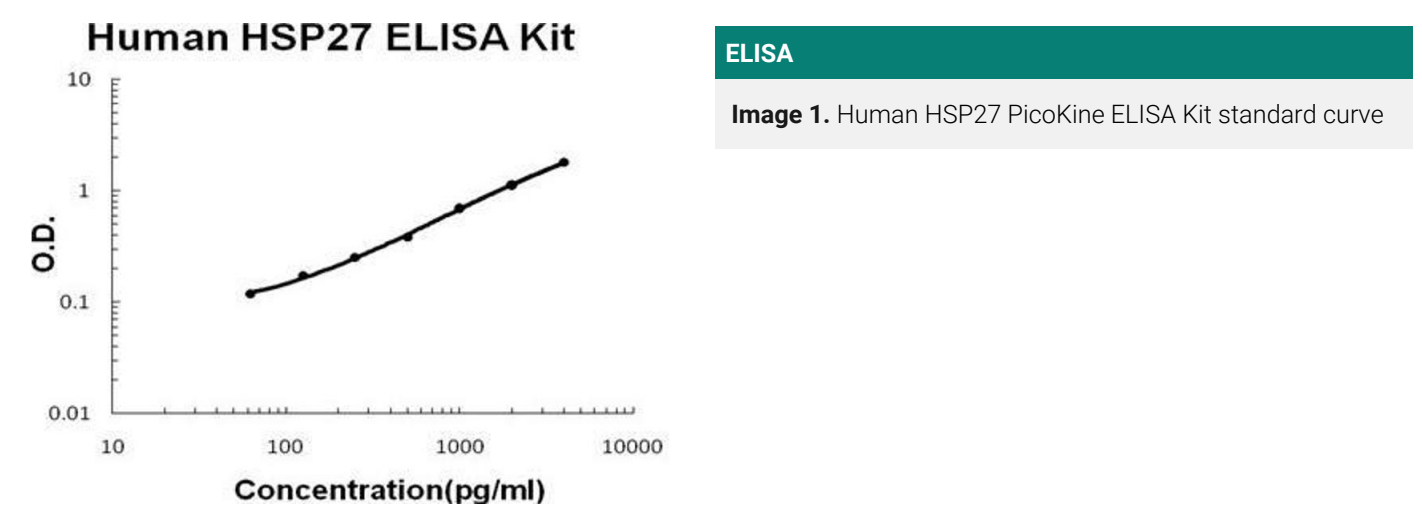 Human HSP27 ELISA Kit
10
1
0.1
0.01
O.D.
10 100 1000 10000
Concentration(pg/ml)
ELISA
Image 1. Human HSP27 PicoKine ELISA Kit standard curve